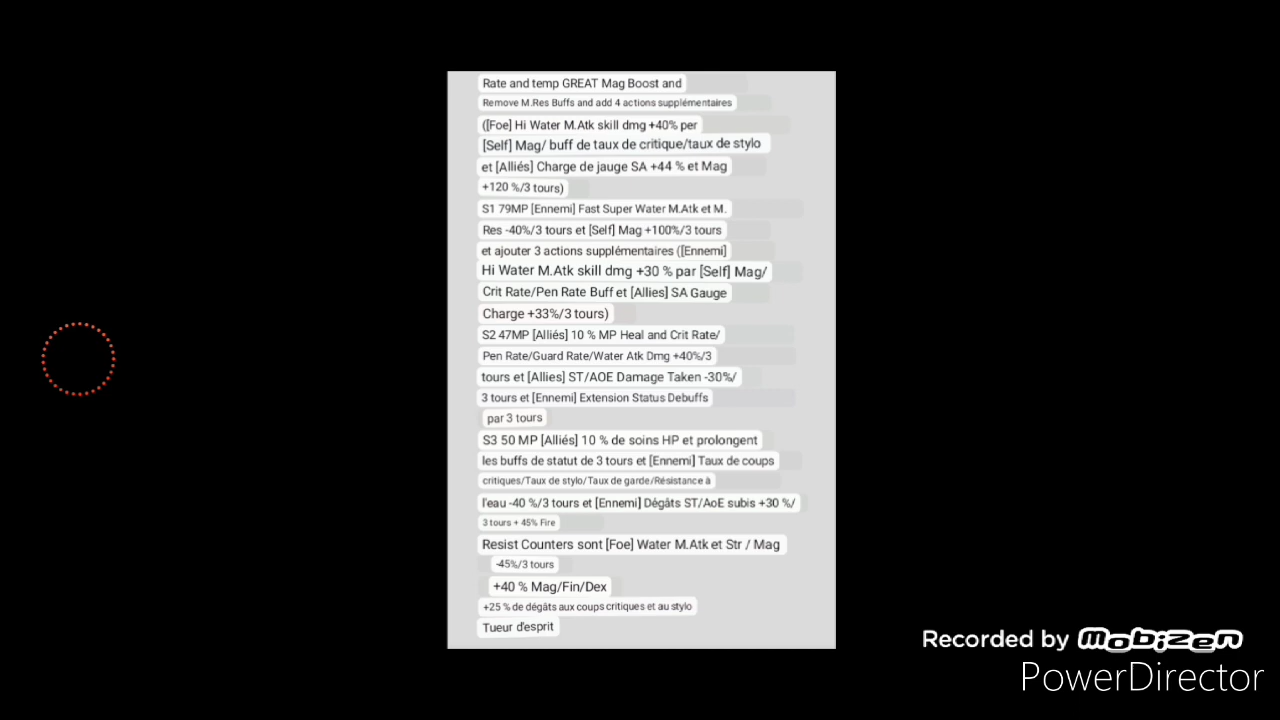 Rate and temp GREAT Mag Boost and
Remove M.Res Buffs and add 4 actions supplémentaires
([Foe] Hi Water M.Atk skill dmg +40% per
[Self] Mag/ buff de taux de critique/taux de stylo
et [Alliés] Charge de jauge SA +44 % et Mag
+120 %/3 tours)
S1 79MP [Ennemi] Fast Super Water M.Atk et M.
Res -40%/3 tours et [Self] Mag +100%/3 tours
et ajouter 3 actions supplémentaires ([Ennemi]
Hi Water M.Atk skill dmg +30 % par [Self] Mag/
Crit Rate/Pen Rate Buff et [Allies] SA Gauge
Charge +33%/3 tours)
S2 47MP [Alliés] 10 % MP Heal and Crit Rate/
Pen Rate/Guard Rate/Water Atk Dmg +40%/3
tours et [Allies] ST/AOE Damage Taken -30%/
3 tours et [Ennemi] Extension Status Debuffs
par 3 tours
S3 50 MP [Alliés] 10 % de soins HP et prolongent
les buffs de statut de 3 tours et [Ennemi] Taux de coups
critiques/Taux de stylo/Taux de garde/Résistance à
l'eau -40 %/3 tours et [Ennemi] Dégâts ST/AoE subis +30 %/
3 tours + 45% Fire
Resist Counters sont [Foe] Water M.Atk et Str / Mag
-45%/3 tours
+40 % Mag/Fin/Dex
+25 % de dégâts aux coups critiques et au stylo
Tueur d'esprit
Recorded by Mobizen
PowerDirector